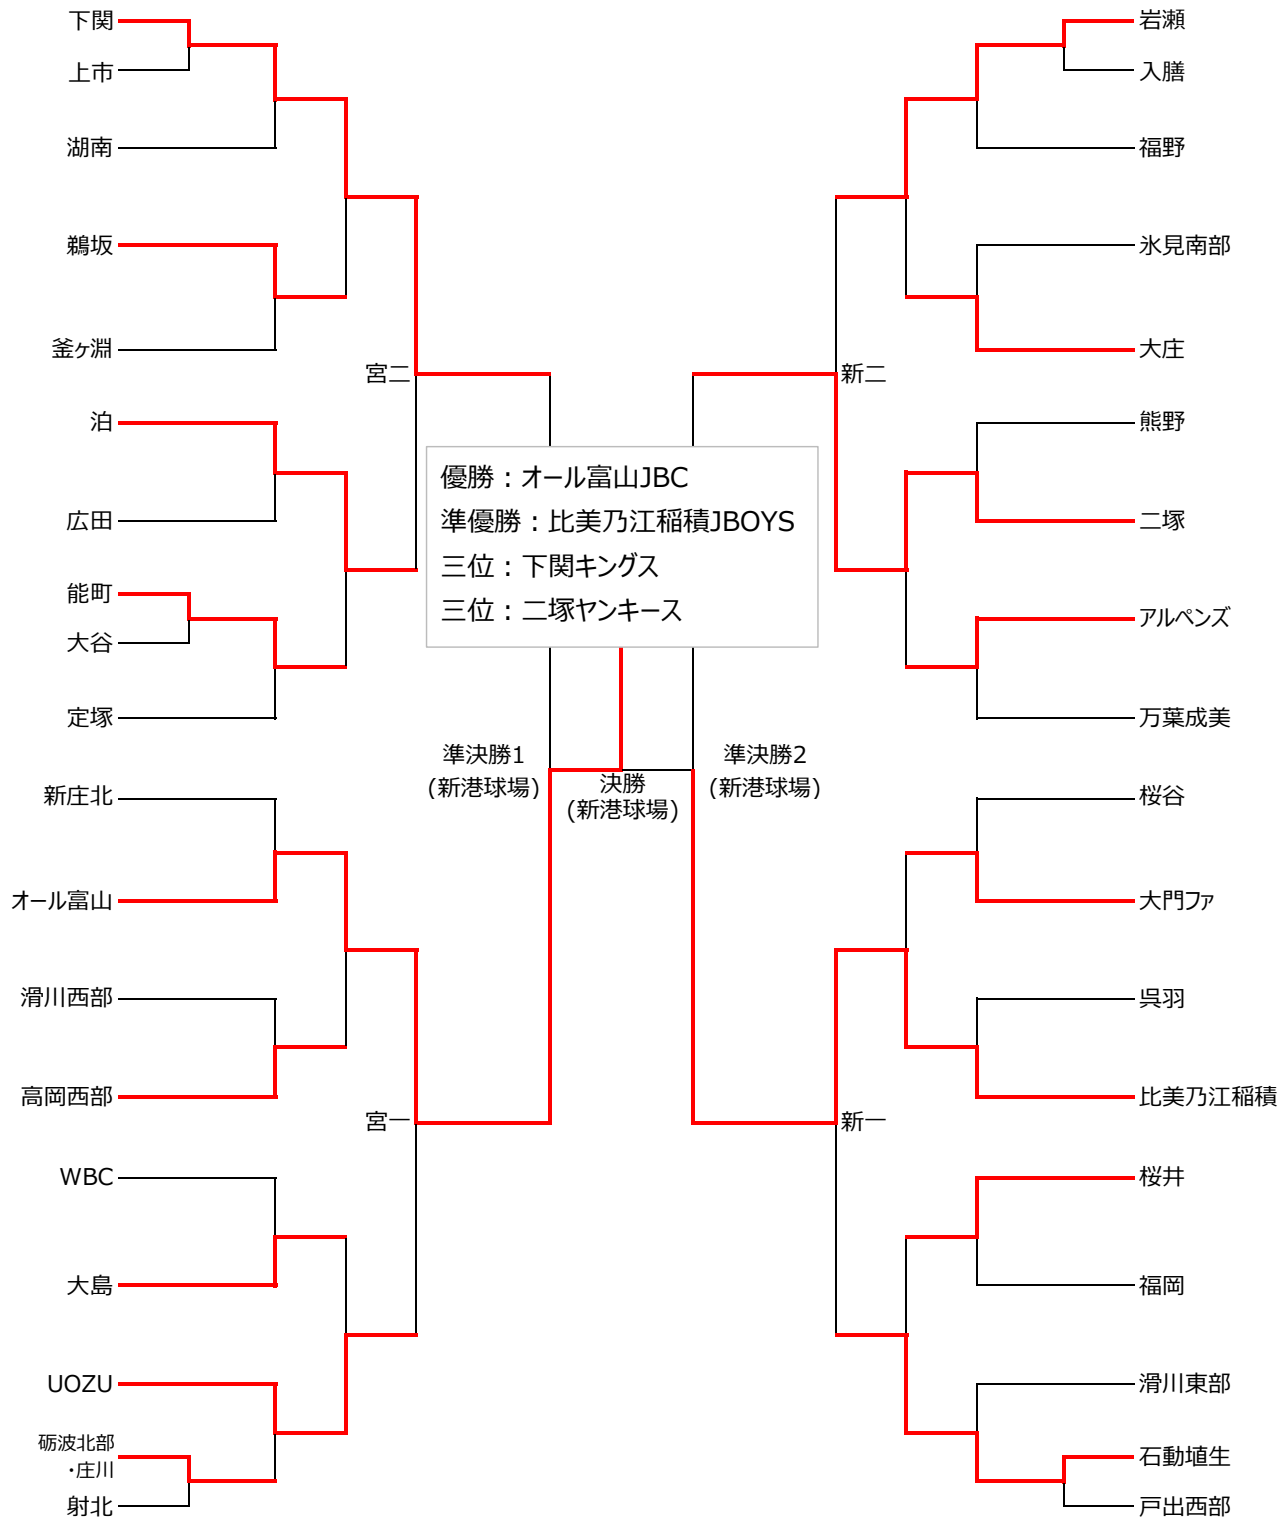 下関
上市
湖南
鵜坂
釜ヶ淵
泊
広田
能町
大谷
定塚
新庄北
オール富山
滑川西部
高岡西部
WBC
大島
UOZU
砺波北部
・庄川
射北
宮二
宮一
優勝：オール富山JBC
準優勝：比美乃江稲積JBOYS
三位：下関キングス
三位：二塚ヤンキース
準決勝1
(新港球場)
決勝
(新港球場)
準決勝2
(新港球場)
新二
新一
岩瀬
入膳
福野
氷見南部
大庄
熊野
二塚
アルペンズ
万葉成美
桜谷
大門ファ
呉羽
比美乃江稲積
桜井
福岡
滑川東部
石動埴生
戸出西部